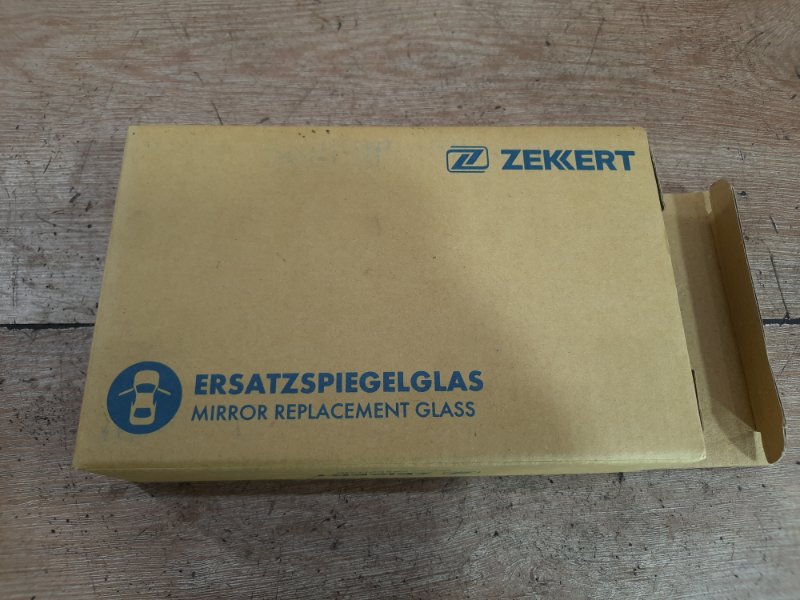 ZEKKERT
ERSATZSPIEGELGLAS
MIRROR REPLACEMENT GLASS